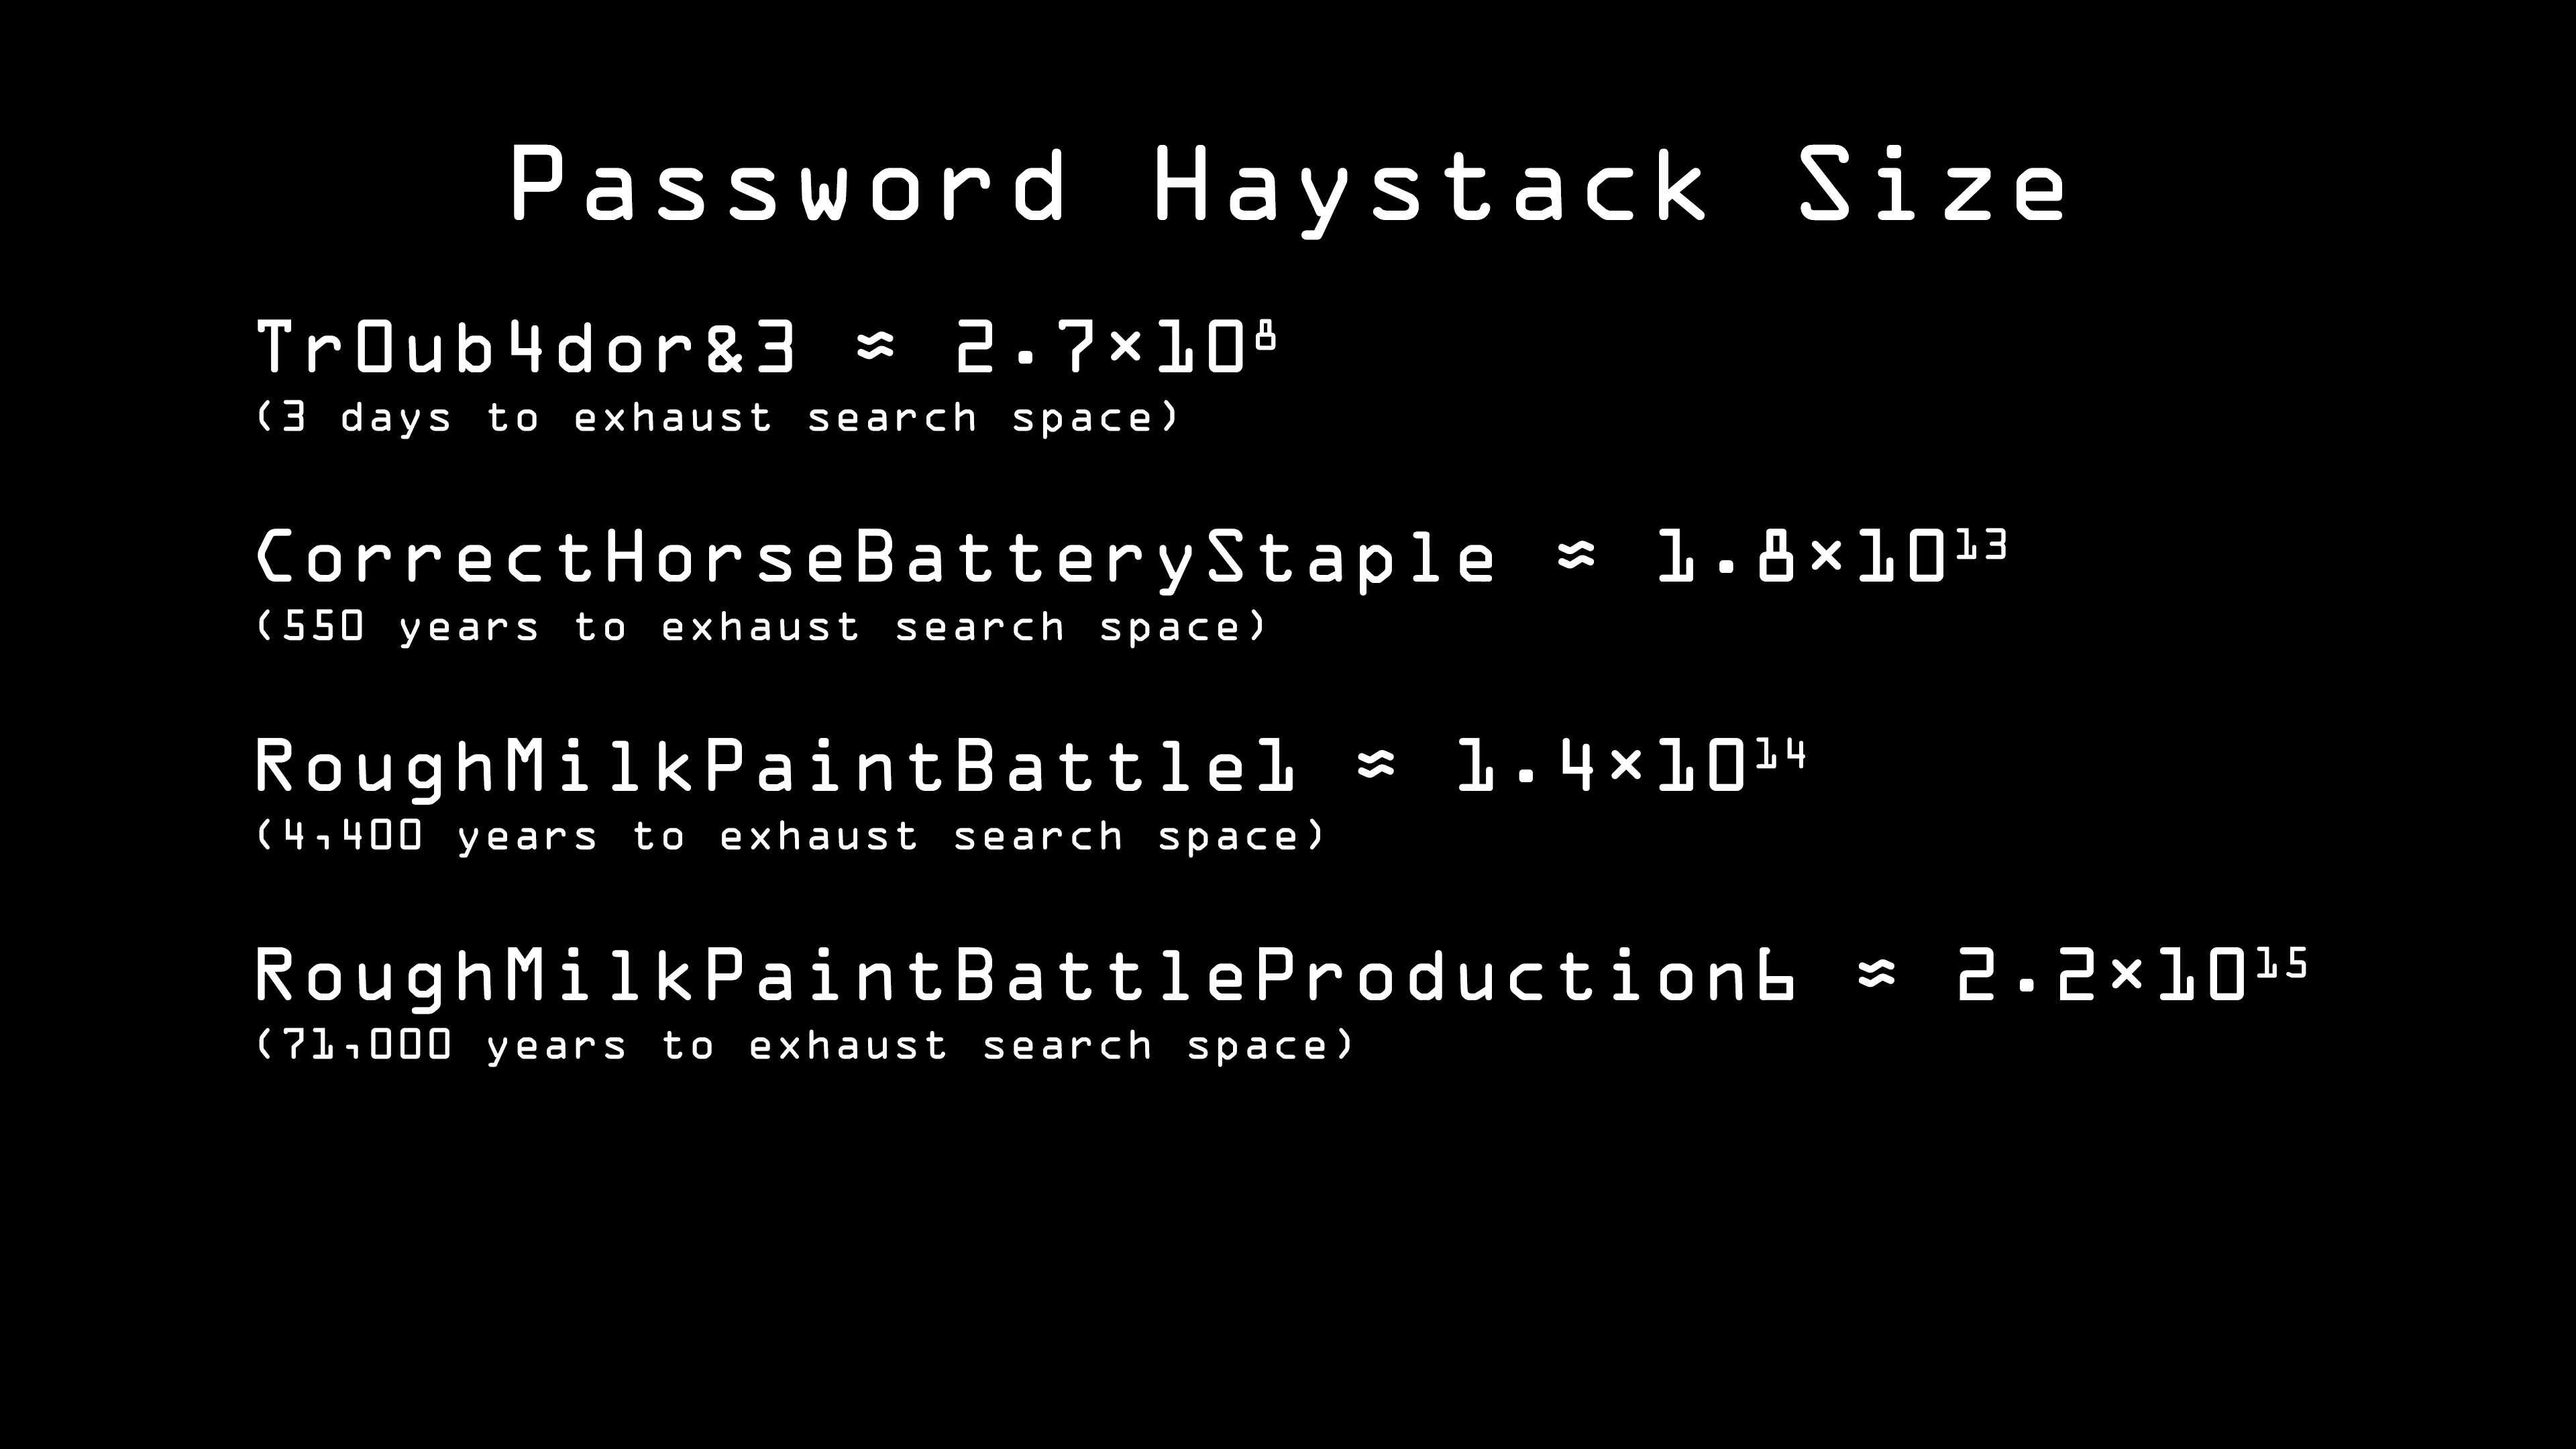 Password Haystack Size
Tr0ub4dor&3 ≈ 2.7×10⁸
(3 days to exhaust search space)
CorrectHorseBatteryStaple ≈ 1.8×10¹³
(550 years to exhaust search space)
RoughMilkPaintBattle1 ≈ 1.4×10¹⁴
(4,400 years to exhaust search space)
RoughMilkPaintBattleProduction6 ≈ 2.2×10¹⁵
(71,000 years to exhaust search space)